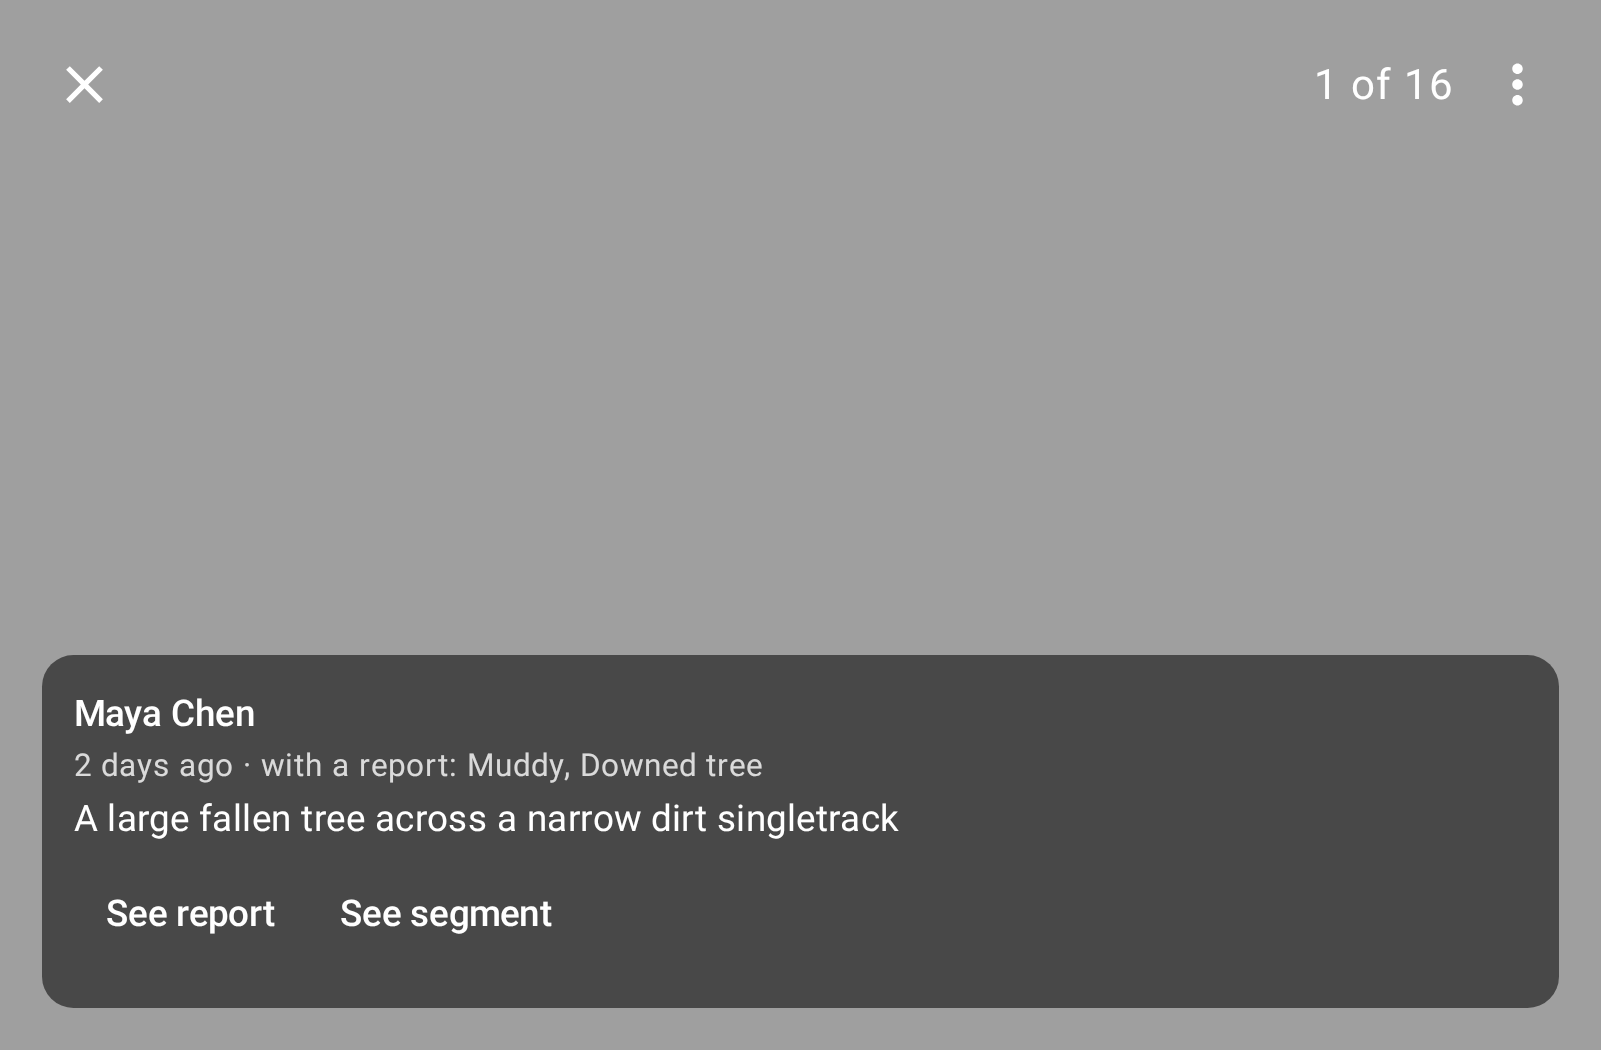 1 of 16
Maya Chen
2 days ago · with a report: Muddy, Downed tree
A large fallen tree across a narrow dirt singletrack
See report See segment